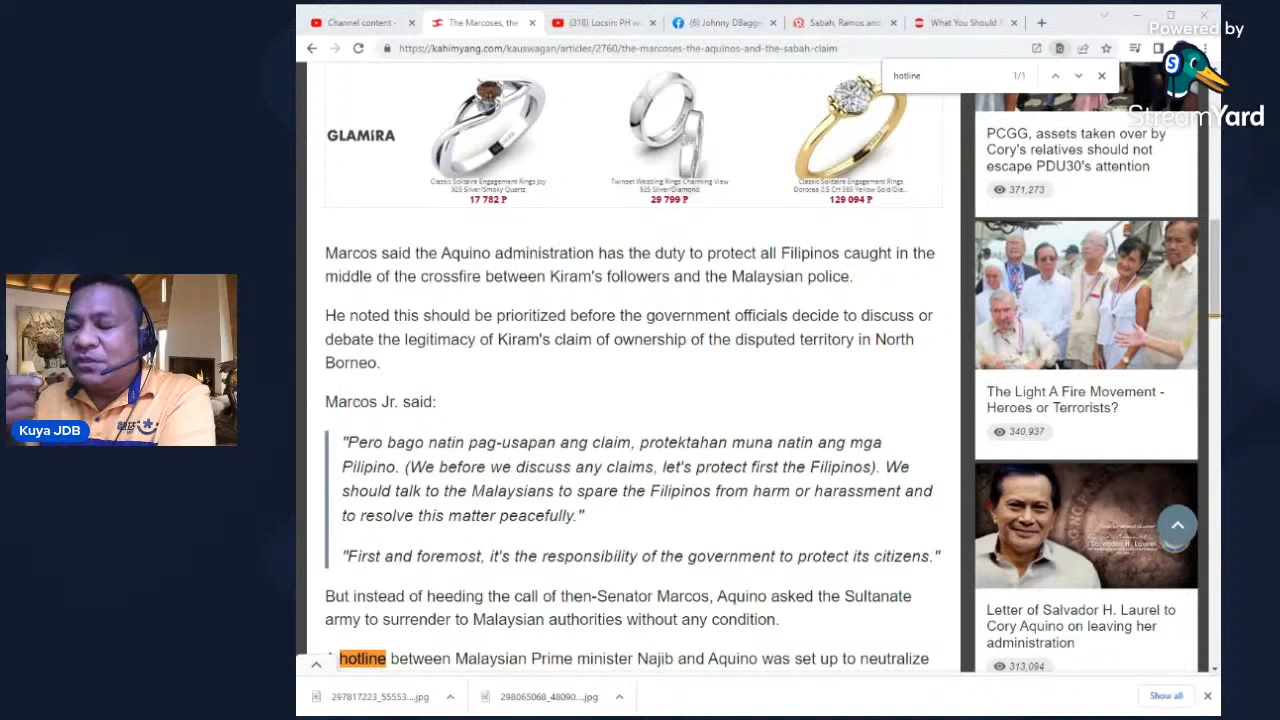 Channel content -
The Marcoses, the
(318) Locsin: PH w
(6) Johnny DBagge
Sabah, Ramos and
What You Should
https://kahimyang.com/kauswagan/articles/2760/the-marcoses-the-aquinos-and-the-sabah-claim
Powered by
S
StreamYard
hotline
1/1
GLAMIRA
Classic Solitaire Engagement Rings Joy
925 Silver/Smoky Quartz
17 782 ₱
Twinset Wedding Rings Charming View
925 Silver/Diamond
29 799 ₱
Classic Solitaire Engagement Rings
Dorotea 0.5 Crt 585 Yellow Gold/Dia...
129 094 ₱
Marcos said the Aquino administration has the duty to protect all Filipinos caught in the
middle of the crossfire between Kiram's followers and the Malaysian police.
He noted this should be prioritized before the government officials decide to discuss or
debate the legitimacy of Kiram's claim of ownership of the disputed territory in North
Borneo.
Marcos Jr. said:
"Pero bago natin pag-usapan ang claim, protektahan muna natin ang mga
Pilipino. (We before we discuss any claims, let's protect first the Filipinos). We
should talk to the Malaysians to spare the Filipinos from harm or harassment and
to resolve this matter peacefully."
"First and foremost, it's the responsibility of the government to protect its citizens."
But instead of heeding the call of then-Senator Marcos, Aquino asked the Sultanate
army to surrender to Malaysian authorities without any condition.
hotline between Malaysian Prime minister Najib and Aquino was set up to neutralize
PCGG, assets taken over by
Cory's relatives should not
escape PDU30's attention
371,273
The Light A Fire Movement -
Heroes or Terrorists?
340,937
Letter of Salvador H. Laurel to
Cory Aquino on leaving her
administration
313,094
Kuya JDB
297817223_55553....jpg
298065068_48090....jpg
Show all